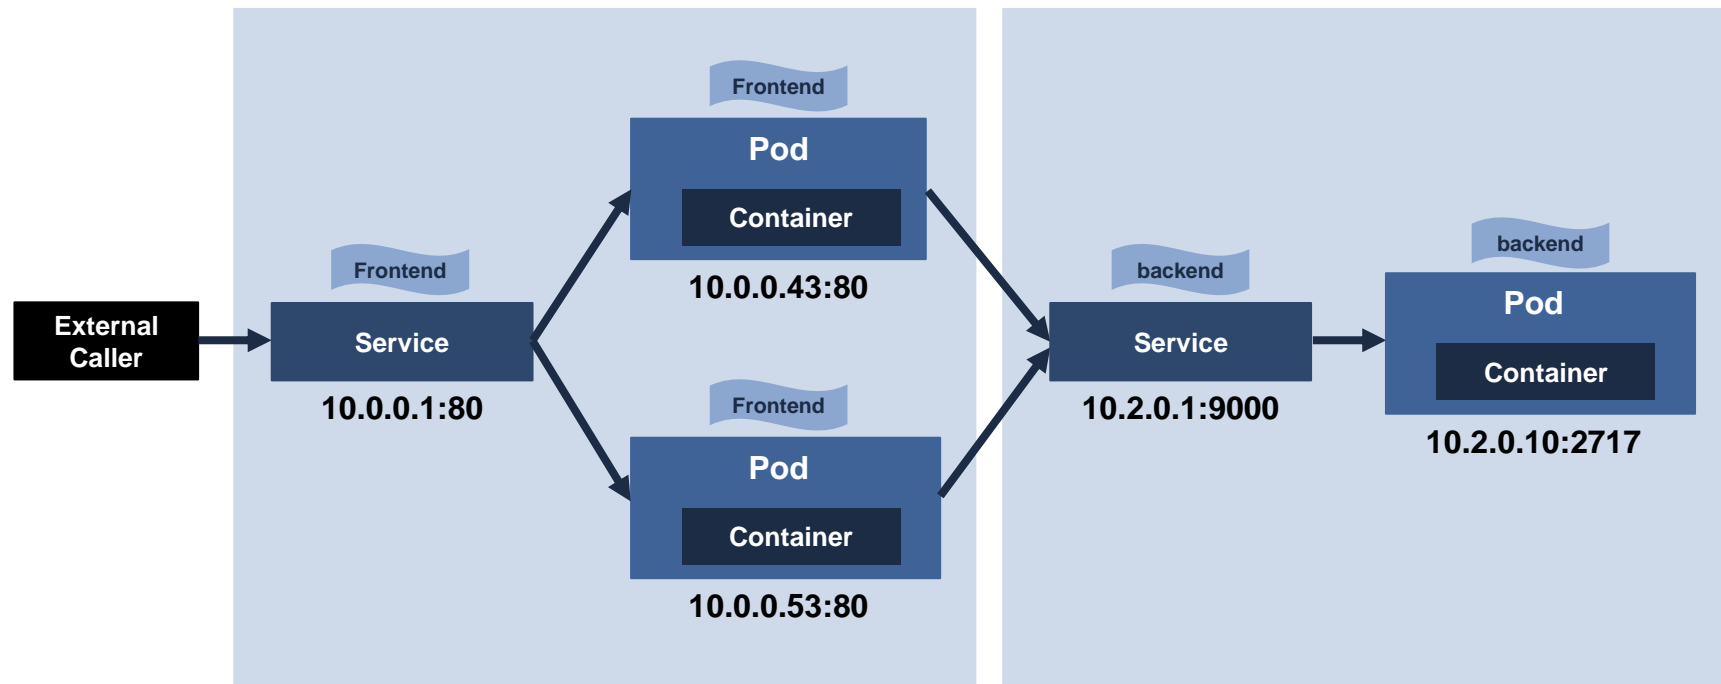 External
Caller
Frontend
Service
10.0.0.1:80
Frontend
Pod
Container
10.0.0.43:80
Frontend
Pod
Container
10.0.0.53:80
backend
Service
10.2.0.1:9000
backend
Pod
Container
10.2.0.10:2717